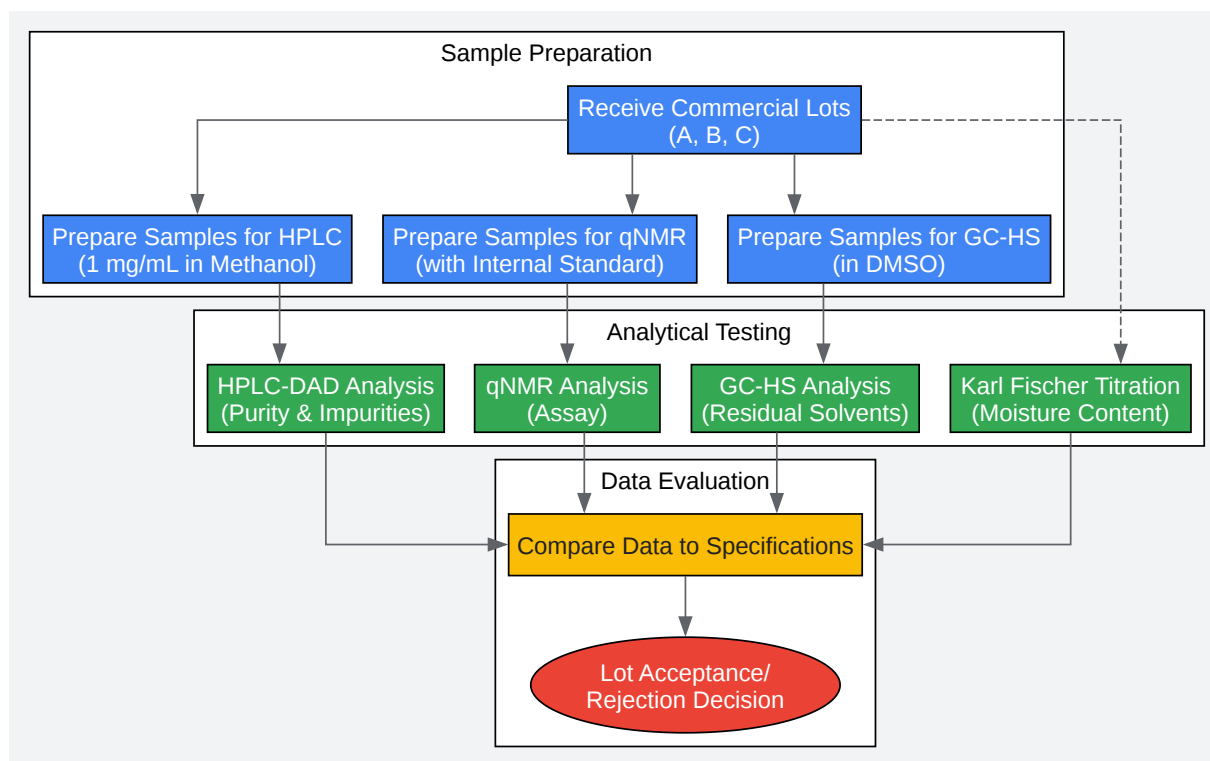 Sample Preparation
Receive Commercial Lots
(A, B, C)
Prepare Samples for HPLC
(1 mg/mL in Methanol)
Prepare Samples for qNMR
(with Internal Standard)
Prepare Samples for GC-HS
(in DMSO)
Analytical Testing
HPLC-DAD Analysis
(Purity & Impurities)
qNMR Analysis
(Assay)
GC-HS Analysis
(Residual Solvents)
Karl Fischer Titration
(Moisture Content)
Data Evaluation
Compare Data to Specifications
Lot Acceptance/
Rejection Decision